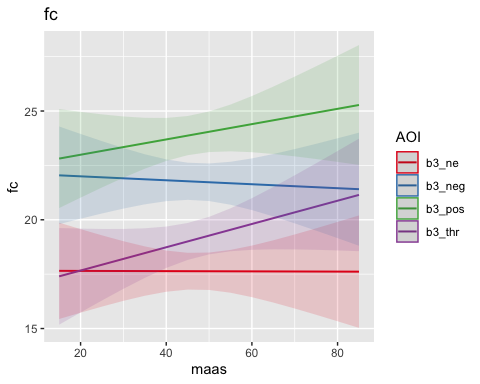 fc
fc
25
20
15
20
40
60
80
maas
AOI
b3_ne
b3_neg
b3_pos
b3_thr